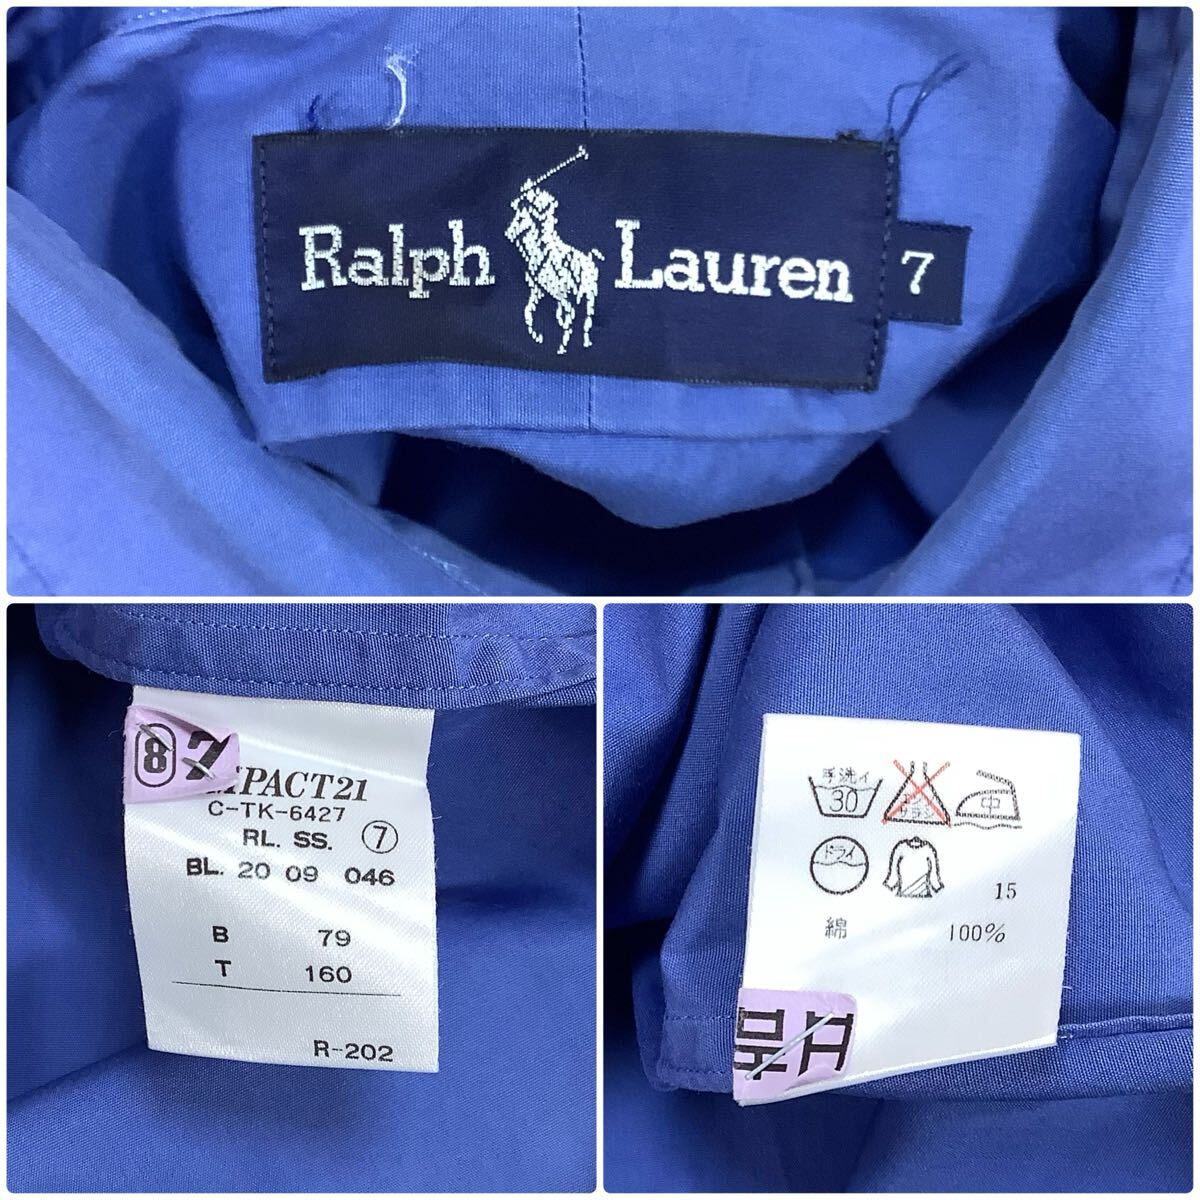 Ralph Lauren
7
87
IMPACT21
C-TK-6427
RL. SS. ⑦
BL. 20 09 046
B 79
T 160
R-202
手洗イ
30
中
ドライ
15
綿 100%